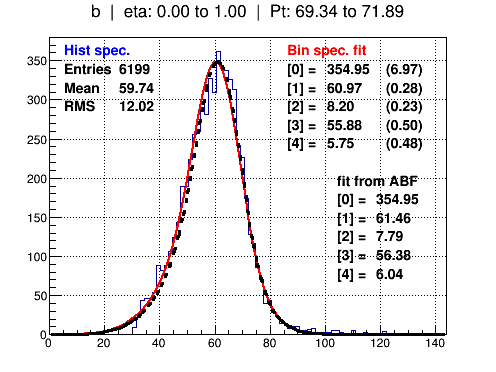 b | eta: 0.00 to 1.00 | Pt: 69.34 to 71.89
Hist spec.
Entries 6199
Mean 59.74
RMS 12.02
Bin spec. fit
[0] = 354.95 (6.97)
[1] = 60.97 (0.28)
[2] = 8.20 (0.23)
[3] = 55.88 (0.50)
[4] = 5.75 (0.48)
fit from ABF
[0] = 354.95
[1] = 61.46
[2] = 7.79
[3] = 56.38
[4] = 6.04
350
300
250
200
150
100
50
0
0 20 40 60 80 100 120 140